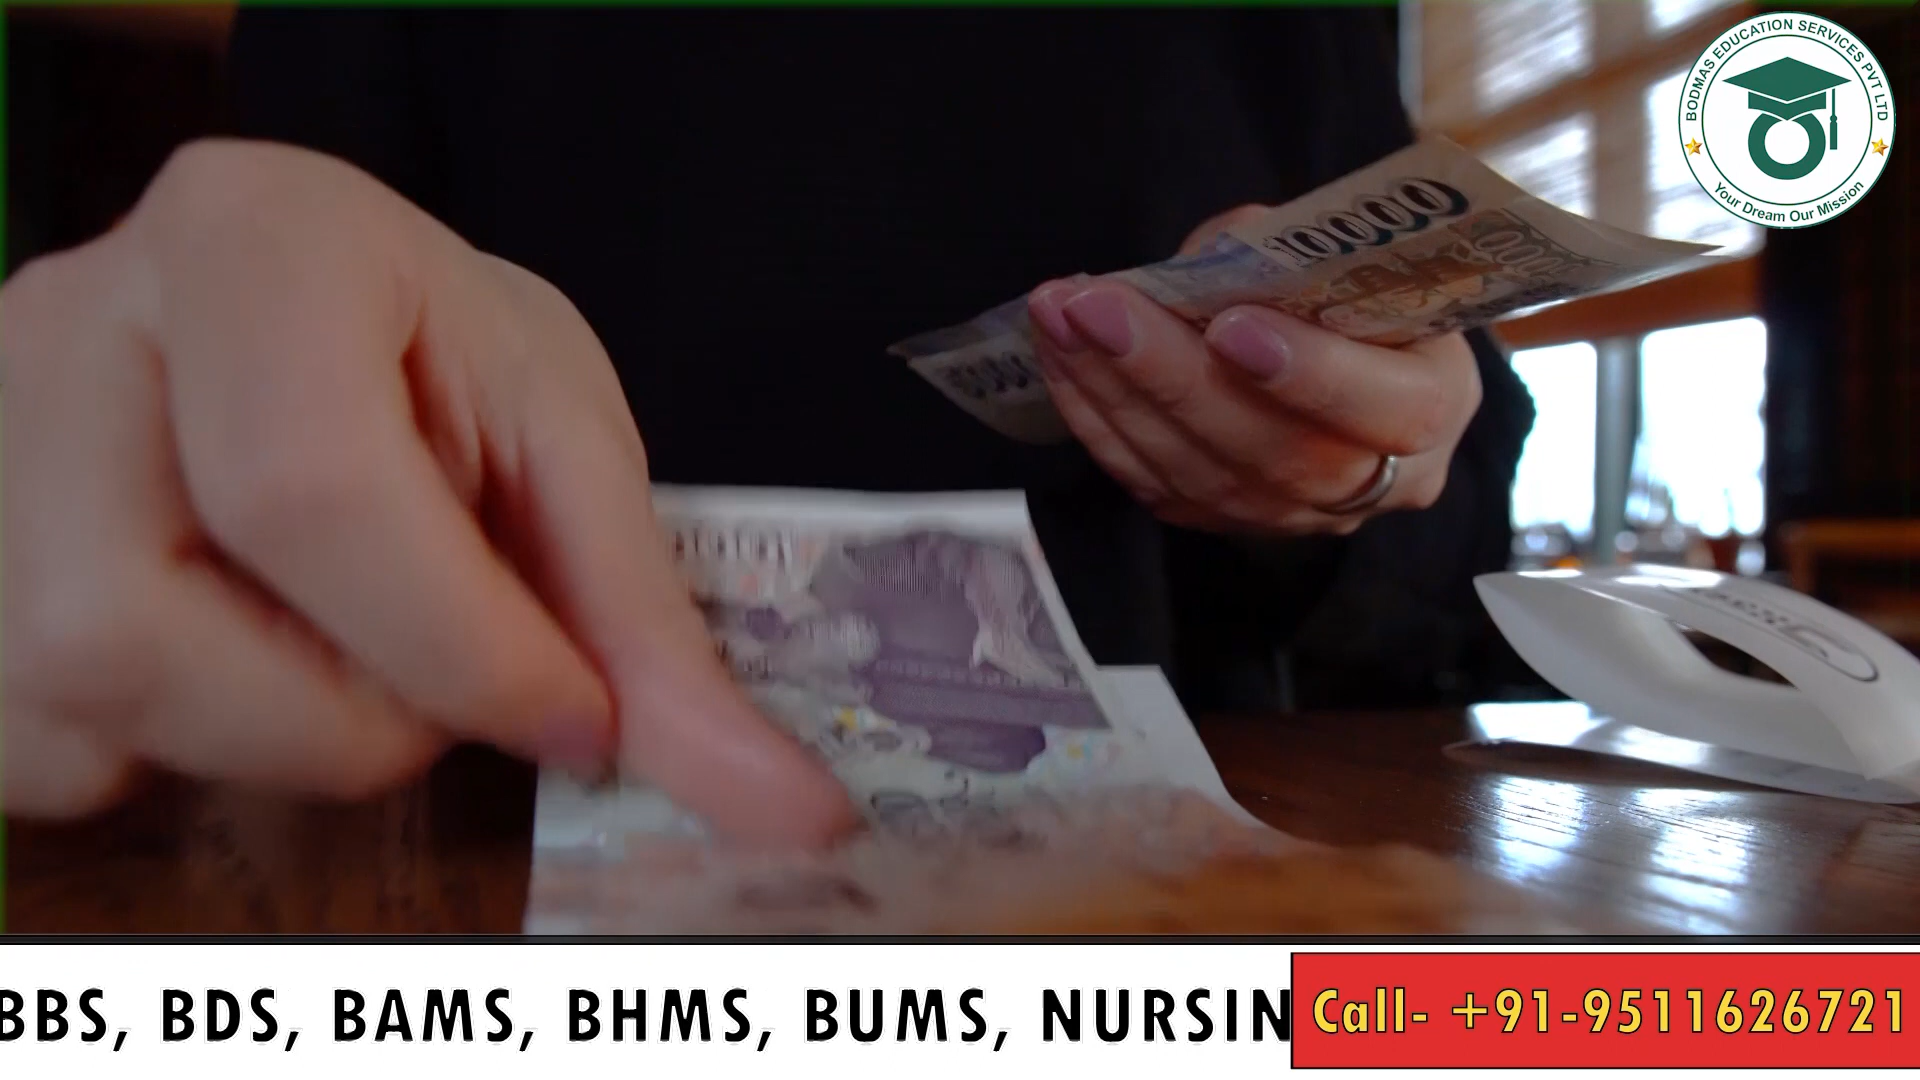 BODMAS EDUCATION SERVICES PVT LTD
Your Dream Our Mission
10000
BBS, BDS, BAMS, BHMS, BUMS, NURSIN
Call- +91-9511626721